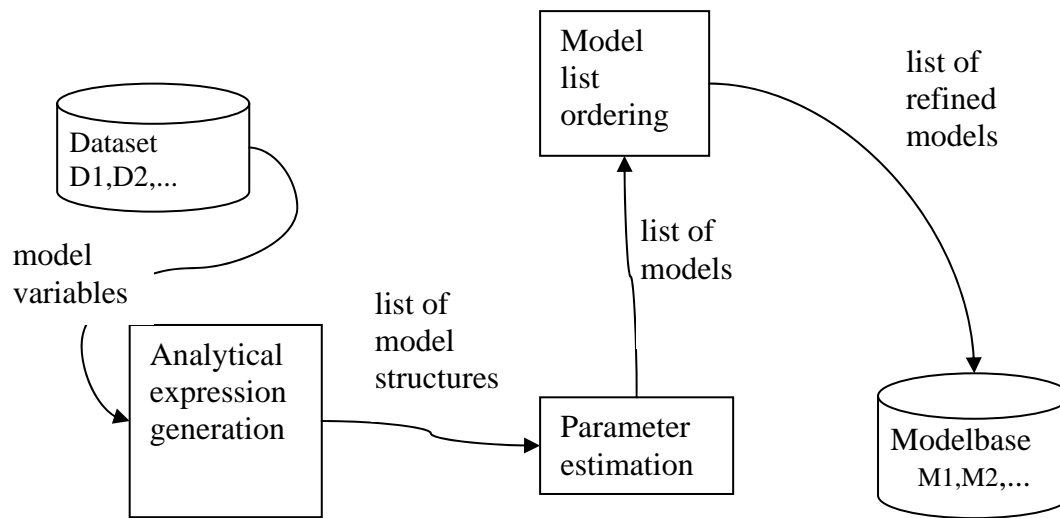 Dataset
D1,D2,...
model
variables
Analytical
expression
generation
list of
model
structures
Parameter
estimation
list of
models
Model
list
ordering
list of
refined
models
Modelbase
M1,M2,...